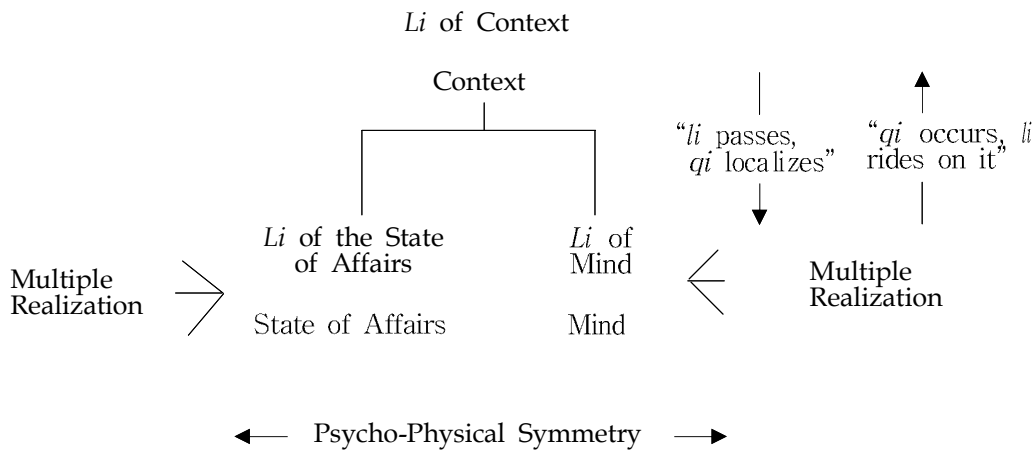 Li of Context
Context
“li passes,
qi localizes”
“qi occurs, li
rides on it”
Li of the State
of Affairs
Li of
Mind
Multiple
Realization
Multiple
Realization
State of Affairs
Mind
Psycho-Physical Symmetry